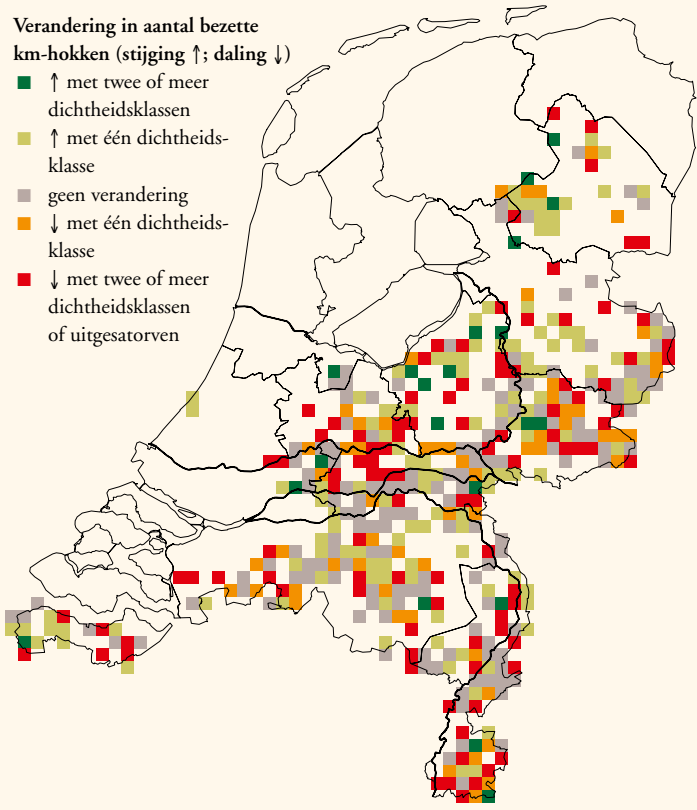 Verandering in aantal bezette
km-hokken (stijging ↑; daling ↓)
↑ met twee of meer
dichtheidsklassen
↑ met één dichtheids-
klasse
geen verandering
↓ met één dichtheids-
klasse
↓ met twee of meer
dichtheidsklassen
of uitgesatorven